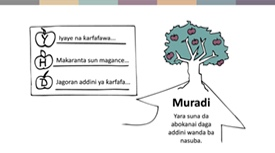 Y Iyaye na karfafawa...
H Makaranta sun magance...
D Jagoran addini ya karfafa...
Muradi
Yara suna da
abokanai daga
addini wanda ba
nasuba.